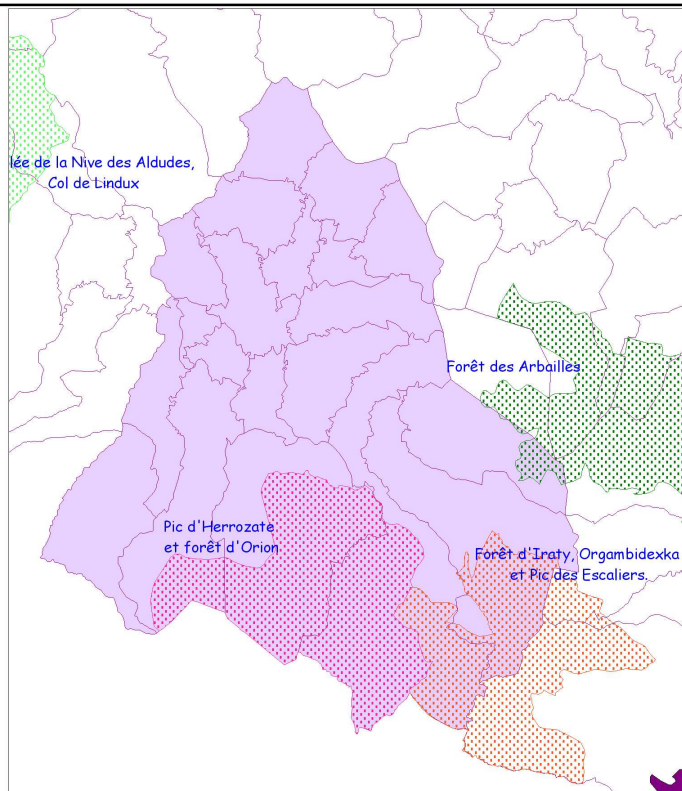 lée de la Nive des Aldudes,
Col de Lindux
Forêt des Arbailles
Pic d'Herrozate
et forêt d'Orion
Forêt d'Iraty, Orgambidexka
et Pic des Escaliers.